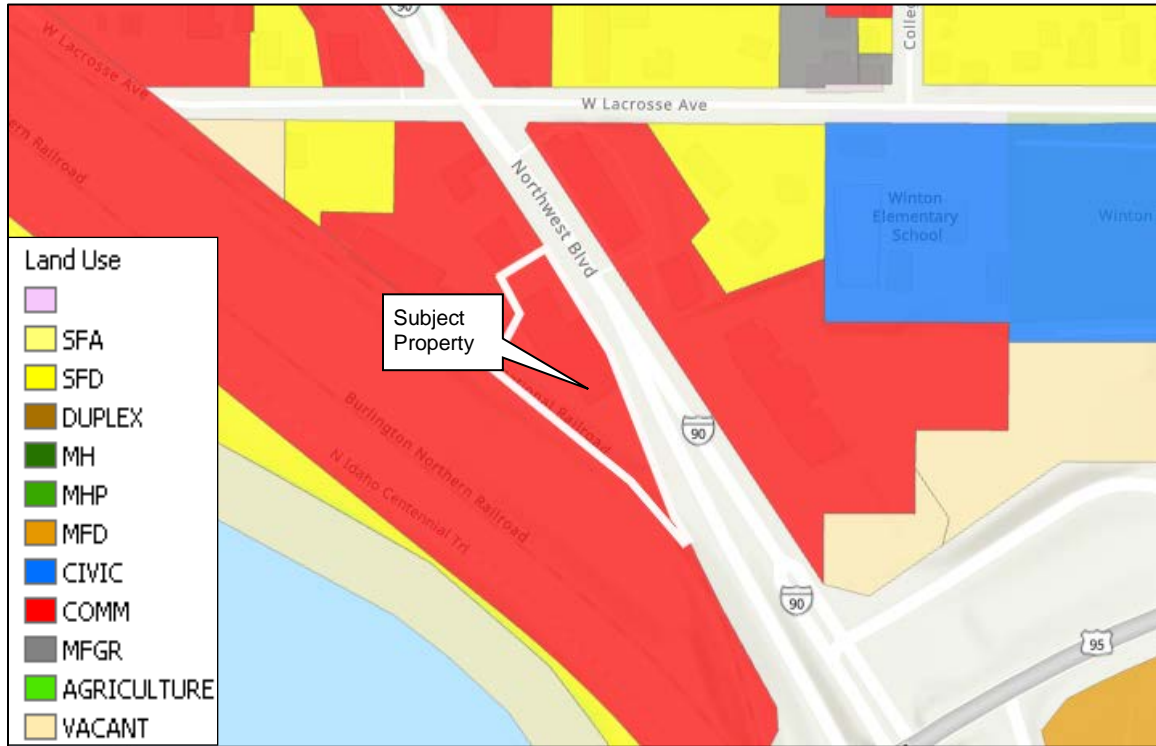 90
W Lacrosse Ave
Colle
W Lacrosse Ave
ern Railroad
Northwest Blvd
Winton
Elementary
School
Winton
Land Use
SFA
SFD
DUPLEX
MH
MHP
MFD
CIVIC
COMM
MFGR
AGRICULTURE
VACANT
Subject
Property
ational Railroad
Burlington Northern Railroad
N Idaho Centennial Trl
90
90
95